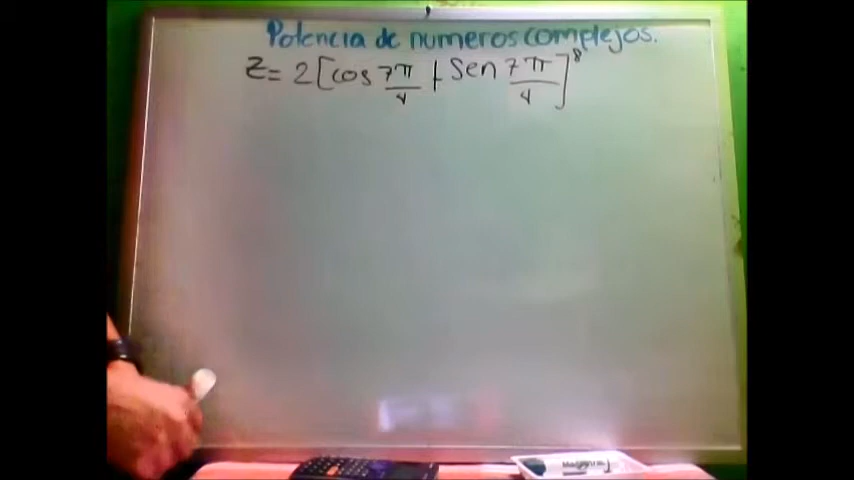 Potencia de numeros complejos.
Z = 2 [cos 7π/4 + Sen 7π/4]^8